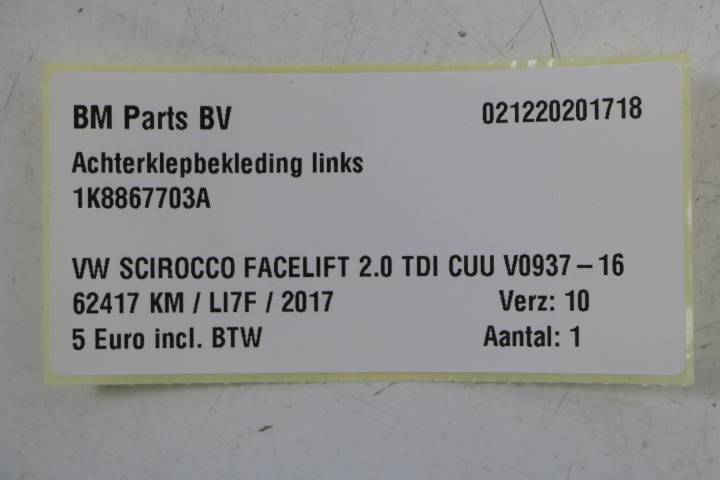 BM Parts BV 021220201718
Achterklepbekleding links
1K8867703A
VW SCIROCCO FACELIFT 2.0 TDI CUU V0937 – 16
62417 KM / LI7F / 2017 Verz: 10
5 Euro incl. BTW Aantal: 1